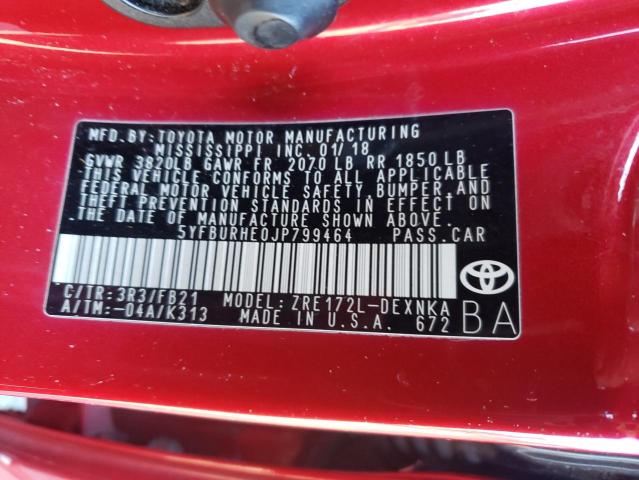 MFD.BY: TOYOTA MOTOR MANUFACTURING
MISSISSIPPI INC. 01/18
GVWR 3820LB GAWR FR. 2070 LB RR 1850 LB
THIS VEHICLE CONFORMS TO ALL APPLICABLE
FEDERAL MOTOR VEHICLE SAFETY, BUMPER, AND
THEFT PREVENTION STANDARDS IN EFFECT ON
THE DATE OF MANUFACTURE SHOWN ABOVE.
5YFBURHE0JP799464 PASS.CAR
C/TR: 3R3/FB21 MODEL: ZRE172L-DEXNKA
A/TM:-04A/K313 MADE IN U.S.A. 672 BA